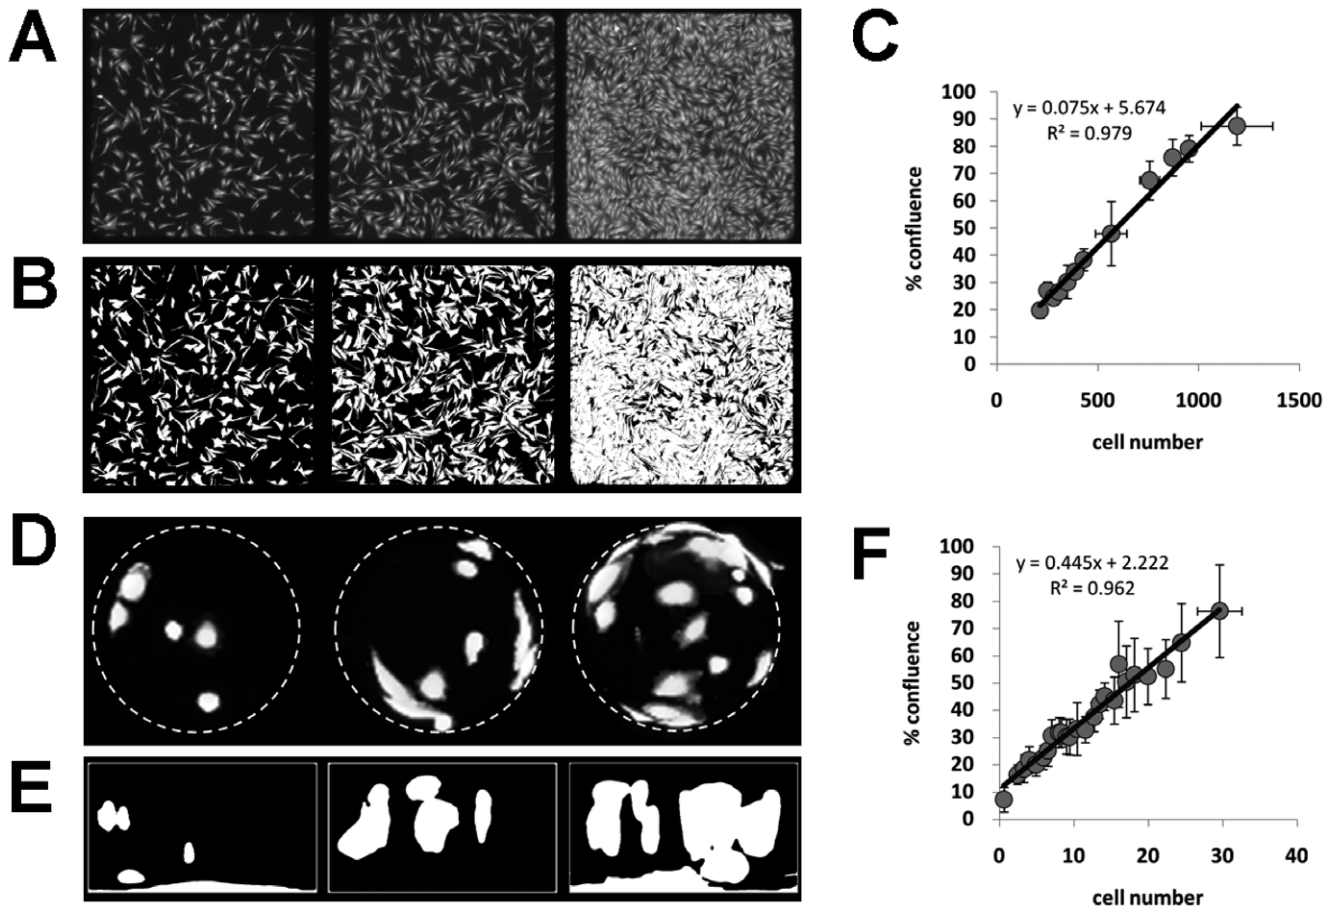 A
B
C
100
90
80
70
60
50
40
30
20
10
0
% confluence
y = 0.075x + 5.674
R² = 0.979
0 500 1000 1500
cell number
D
E
F
100
90
80
70
60
50
40
30
20
10
0
% confluence
y = 0.445x + 2.222
R² = 0.962
0 10 20 30 40
cell number